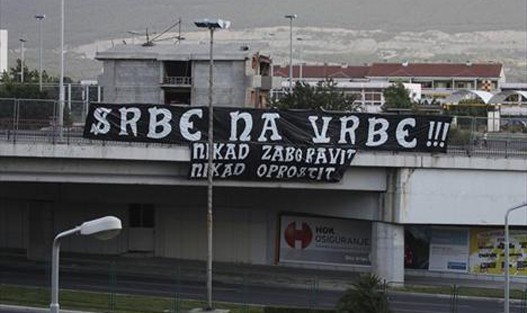 SRBE NA VRBE !!!
NIKAD ZABORAVIT
NIKAD OPROSTIT
HOK
OSIGURANJE